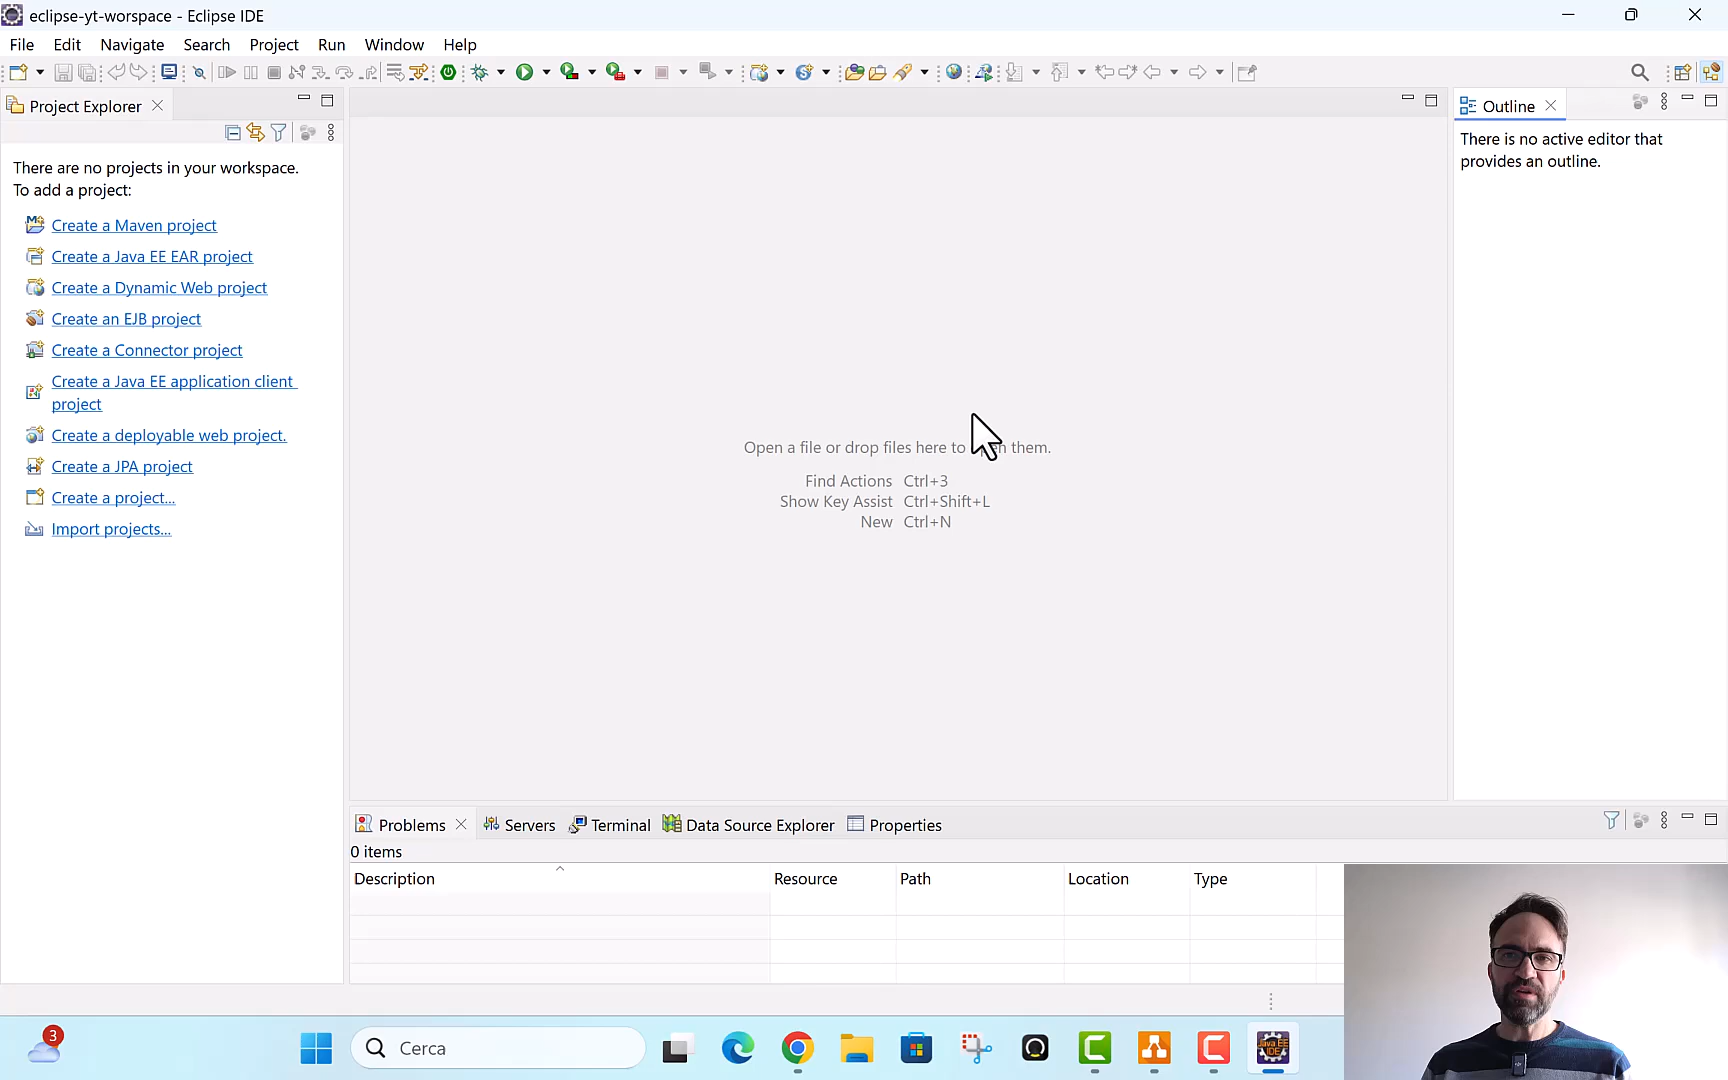 eclipse-yt-worspace - Eclipse IDE
File Edit Navigate Search Project Run Window Help
Project Explorer
There are no projects in your workspace.
To add a project:
Create a Maven project
Create a Java EE EAR project
Create a Dynamic Web project
Create an EJB project
Create a Connector project
Create a Java EE application client
project
Create a deployable web project.
Create a JPA project
Create a project...
Import projects...
Open a file or drop files here to them.
Find Actions Ctrl+3
Show Key Assist Ctrl+Shift+L
New Ctrl+N
Outline
There is no active editor that
provides an outline.
Problems Servers Terminal Data Source Explorer Properties
0 items
Description Resource Path Location Type
3
Cerca
Java EE
IDE